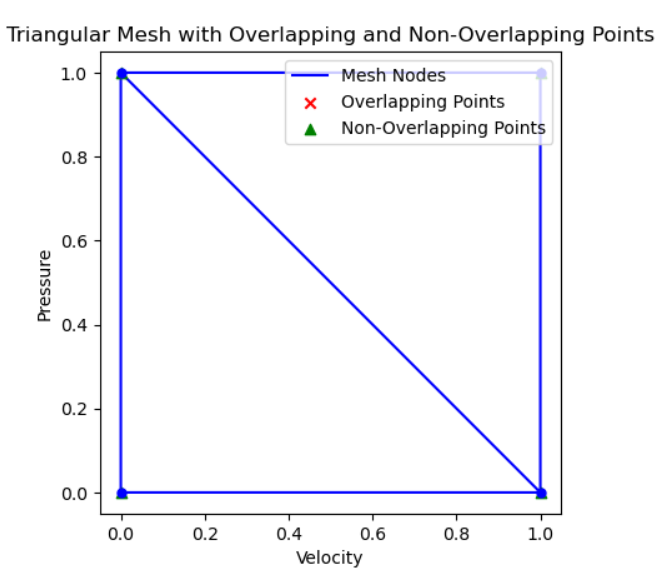 Triangular Mesh with Overlapping and Non-Overlapping Points
Mesh Nodes
Overlapping Points
Non-Overlapping Points
1.0
0.8
0.6
0.4
0.2
0.0
Pressure
0.0 0.2 0.4 0.6 0.8 1.0
Velocity